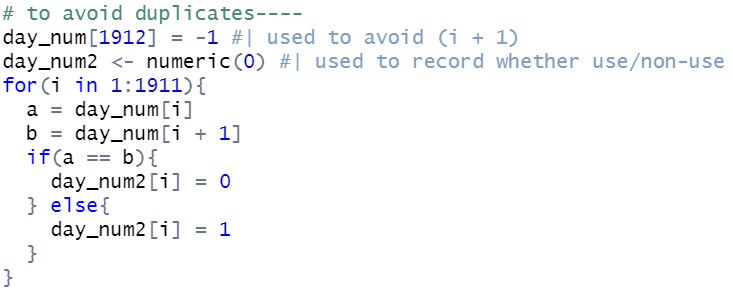 # to avoid duplicates----
day_num[1912] = -1 #| used to avoid (i + 1)
day_num2 <- numeric(0) #| used to record whether use/non-use
for(i in 1:1911){
  a = day_num[i]
  b = day_num[i + 1]
  if(a == b){
    day_num2[i] = 0
  } else{
    day_num2[i] = 1
  }
}